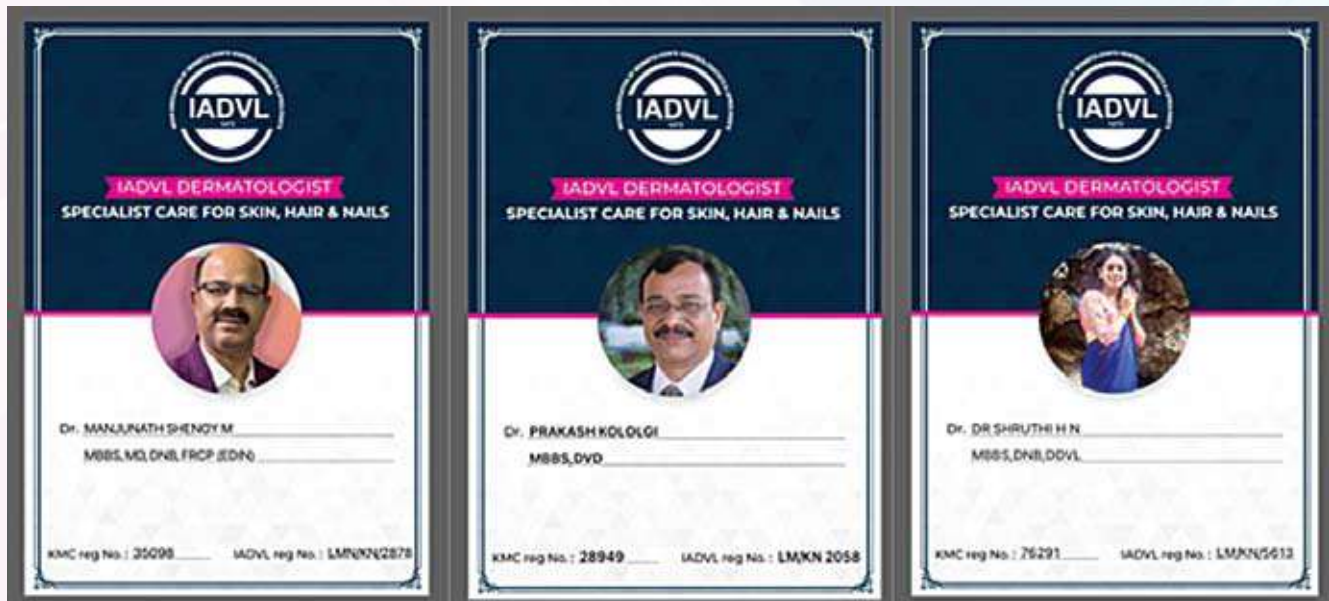 IADVL
IADVL DERMATOLOGIST
SPECIALIST CARE FOR SKIN, HAIR & NAILS
Dr. MANJUNATH SHENOY M
MBBS, MD, DNB, FRCP (EDIN)
KMC reg No.: 35098 IADVL reg No.: LMN/KN/2878
IADVL
IADVL DERMATOLOGIST
SPECIALIST CARE FOR SKIN, HAIR & NAILS
Dr. PRAKASH KOLOLGI
MBBS,DVD
KMC reg No.: 28949 IADVL reg No.: LM/KN 2058
IADVL
IADVL DERMATOLOGIST
SPECIALIST CARE FOR SKIN, HAIR & NAILS
Dr. DR SHRUTHI H N
MBBS,DNB,DDVL
KMC reg No.: 76291 IADVL reg No.: LM/KN/5613